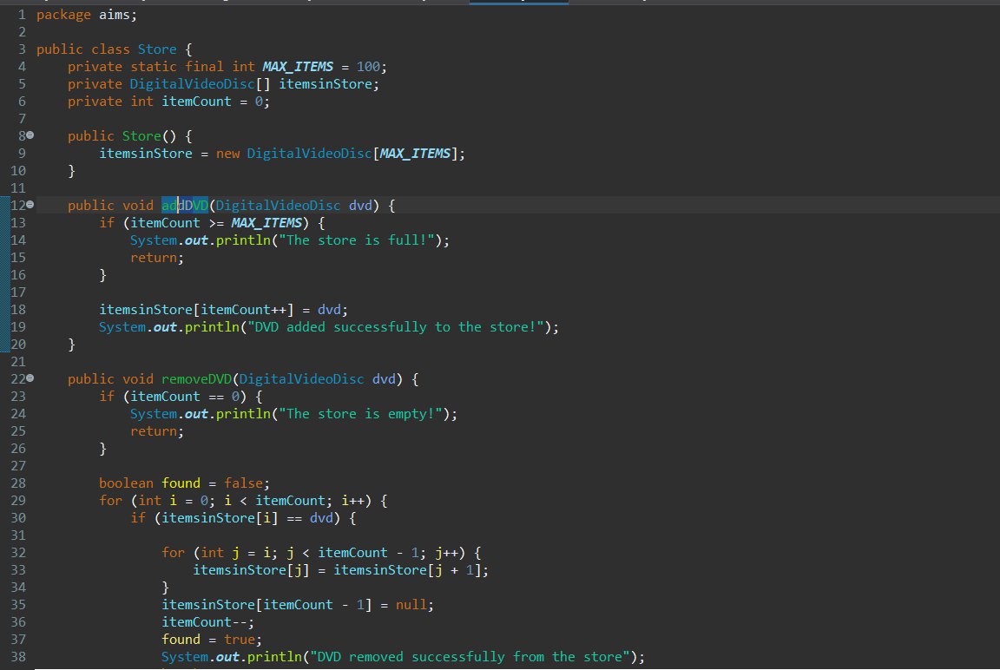 1 package aims;
2
3 public class Store {
4     private static final int MAX_ITEMS = 100;
5     private DigitalVideoDisc[] itemsinStore;
6     private int itemCount = 0;
7
8     public Store() {
9         itemsinStore = new DigitalVideoDisc[MAX_ITEMS];
10     }
11
12     public void addDVD(DigitalVideoDisc dvd) {
13         if (itemCount >= MAX_ITEMS) {
14             System.out.println("The store is full!");
15             return;
16         }
17
18         itemsinStore[itemCount++] = dvd;
19         System.out.println("DVD added successfully to the store!");
20     }
21
22     public void removeDVD(DigitalVideoDisc dvd) {
23         if (itemCount == 0) {
24             System.out.println("The store is empty!");
25             return;
26         }
27
28         boolean found = false;
29         for (int i = 0; i < itemCount; i++) {
30             if (itemsinStore[i] == dvd) {
31
32                 for (int j = i; j < itemCount - 1; j++) {
33                     itemsinStore[j] = itemsinStore[j + 1];
34                 }
35                 itemsinStore[itemCount - 1] = null;
36                 itemCount--;
37                 found = true;
38                 System.out.println("DVD removed successfully from the store");